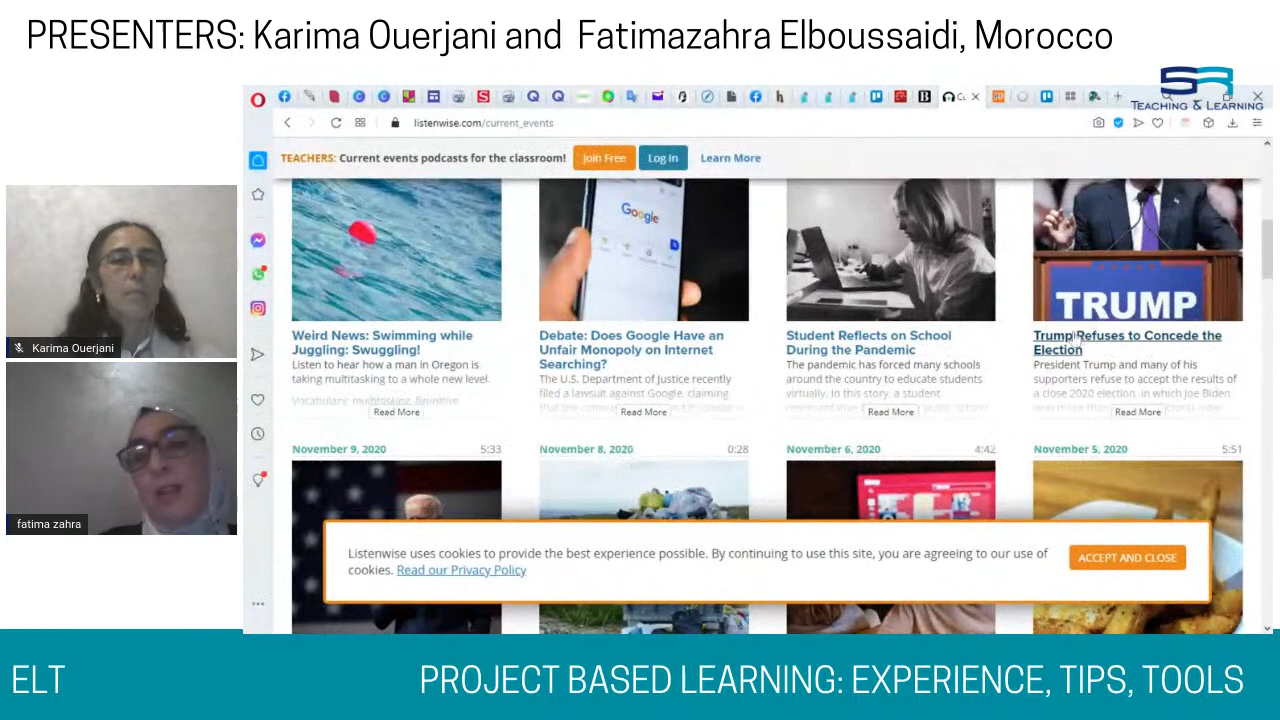 PRESENTERS: Karima Ouerjani and Fatimazahra Elboussaidi, Morocco
SR
TEACHING & LEARNING
listenwise.com/current_events
TEACHERS: Current events podcasts for the classroom! Join Free Log In Learn More
Google
TRUMP
Weird News: Swimming while
Juggling: Swuggling!
Listen to hear how a man in Oregon is
taking multitasking to a whole new level.
Vocabulary: multitasking, definitive
Read More
Debate: Does Google Have an
Unfair Monopoly on Internet
Searching?
The U.S. Department of Justice recently
filed a lawsuit against Google, claiming
that the
Read More
Student Reflects on School
During the Pandemic
The pandemic has forced many schools
around the country to educate students
virtually. In this story, a student
Read More
Trump Refuses to Concede the
Election
President Trump and many of his
supporters refuse to accept the results of
a close 2020 election, in which Joe Biden
Read More
November 9, 2020 5:33
November 8, 2020 0:28
November 6, 2020 4:42
November 5, 2020 5:51
Listenwise uses cookies to provide the best experience possible. By continuing to use this site, you are agreeing to our use of
cookies. Read our Privacy Policy
ACCEPT AND CLOSE
Karima Ouerjani
fatima zahra
ELT
PROJECT BASED LEARNING: EXPERIENCE, TIPS, TOOLS